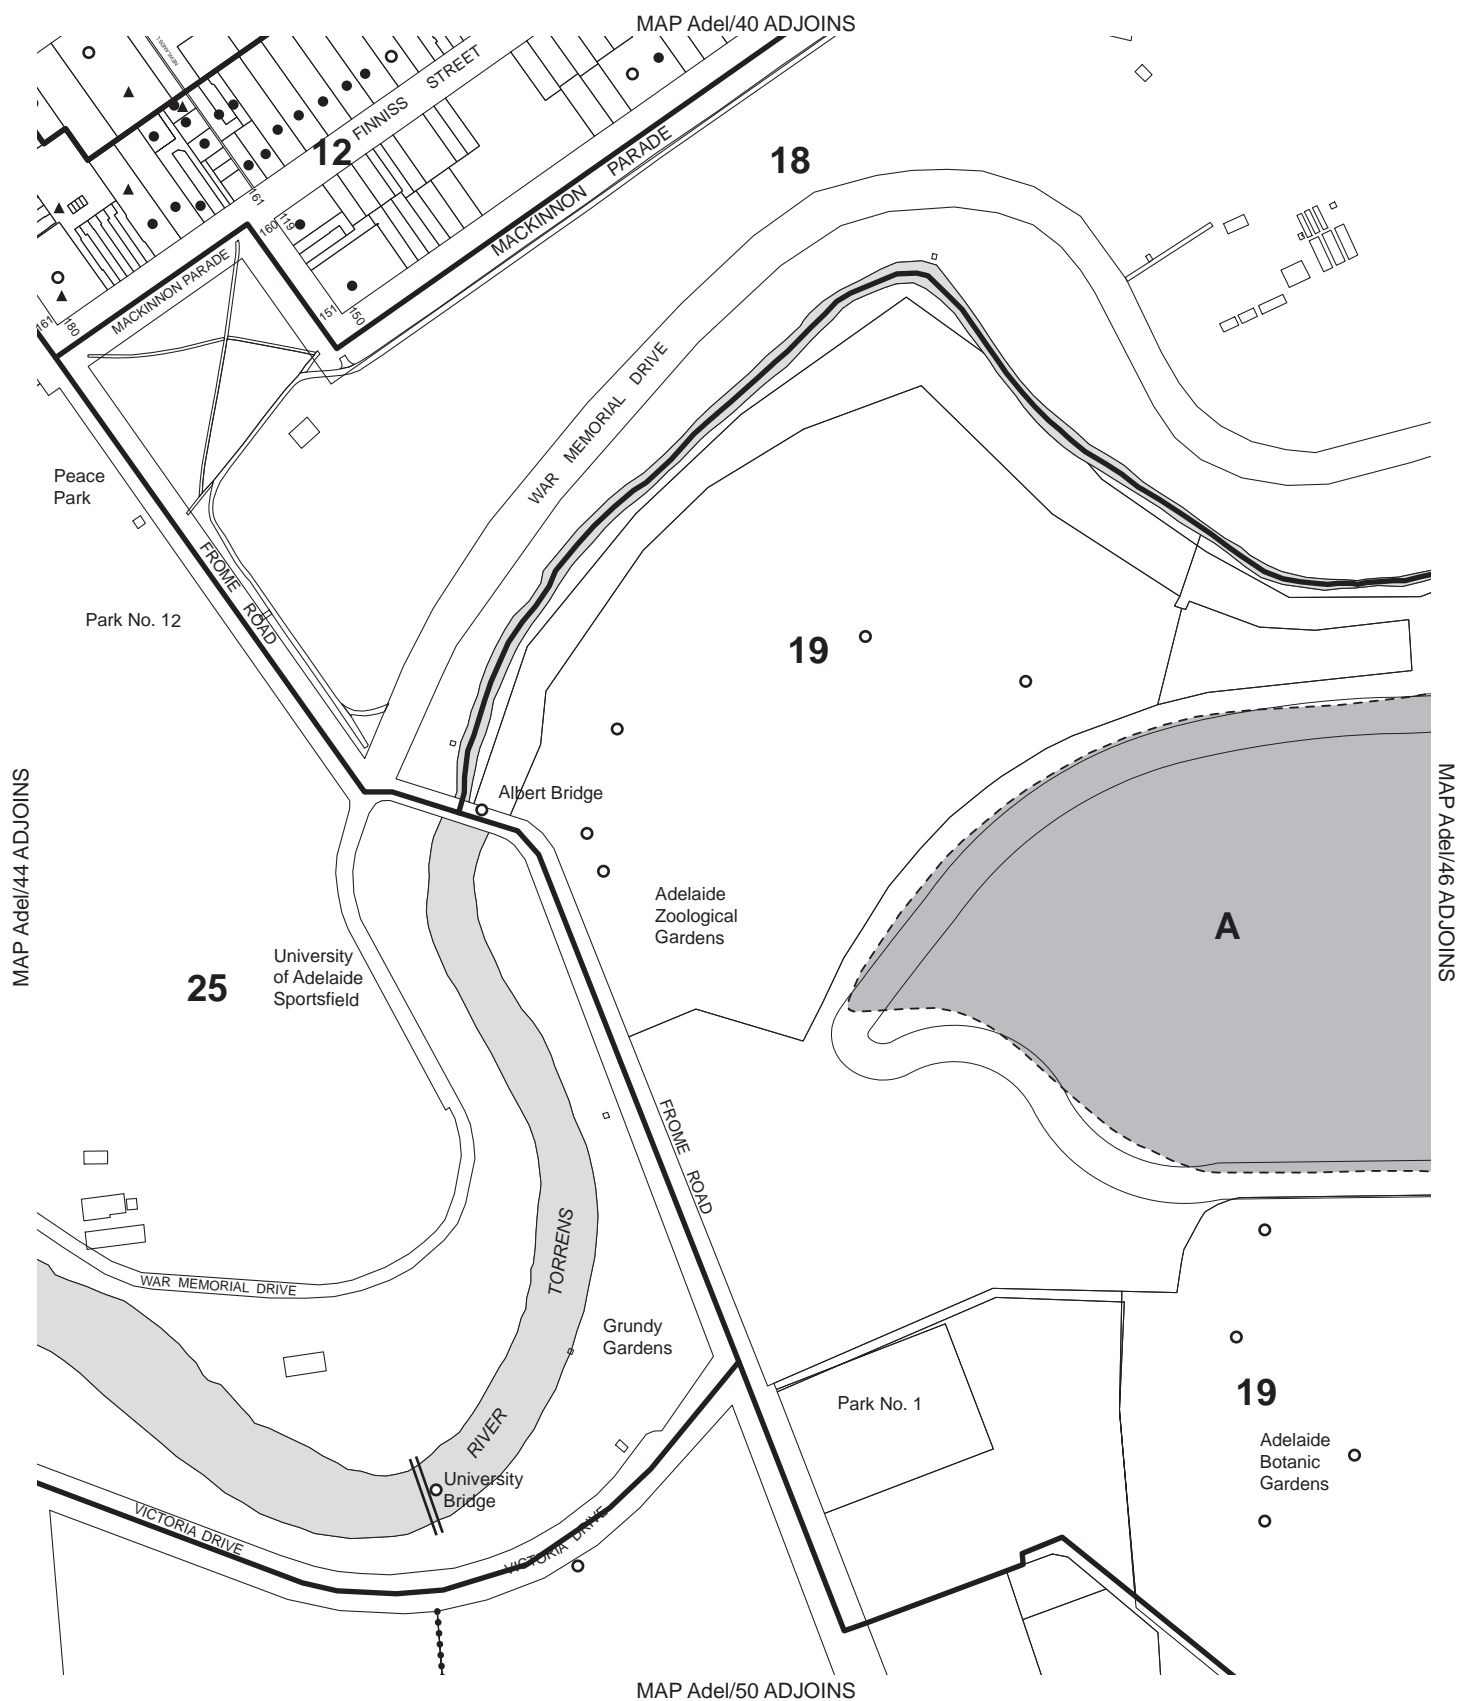 MAP Adel/40 ADJOINS
FINNISS STREET
12
MACKINNON PARADE
18
161
160
119
MACKINNON PARADE
151
150
161
180
WAR MEMORIAL DRIVE
Peace
Park
FROME ROAD
Park No. 12
19
Albert Bridge
MAP Adel/44 ADJOINS
MAP Adel/46 ADJOINS
Adelaide
Zoological
Gardens
A
University
of Adelaide
Sportsfield
25
FROME ROAD
WAR MEMORIAL DRIVE
RIVER TORRENS
Grundy
Gardens
Park No. 1
19
Adelaide
Botanic
Gardens
University
Bridge
VICTORIA DRIVE
VICTORIA DRIVE
MAP Adel/50 ADJOINS